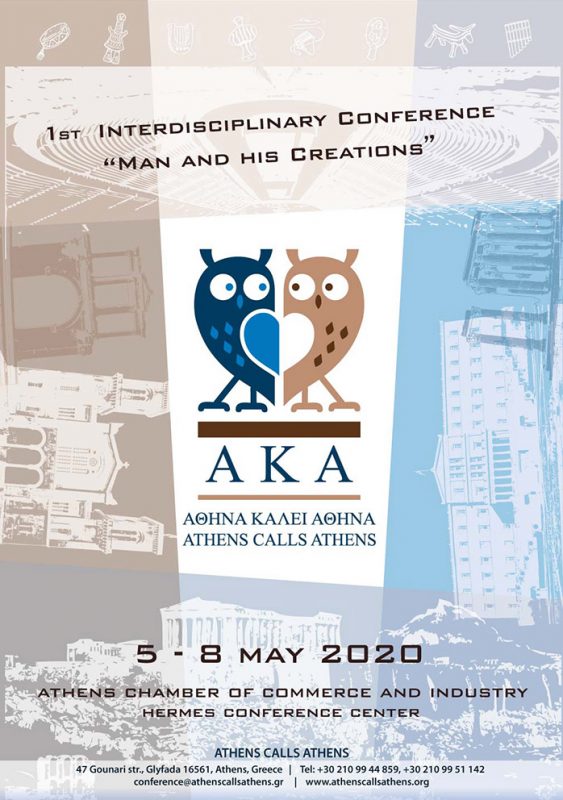 1st Interdisciplinary Conference
“Man and his Creations”
AKA
ΑΘΗΝΑ ΚΑΛΕΙ ΑΘΗΝΑ
ATHENS CALLS ATHENS
5 - 8 MAY 2020
ATHENS CHAMBER OF COMMERCE AND INDUSTRY
HERMES CONFERENCE CENTER
ATHENS CALLS ATHENS
47 Gounari str., Glyfada 16561, Athens, Greece | Tel: +30 210 99 44 859, +30 210 99 51 142
conference@athenscallsathens.gr | www.athenscallsathens.org